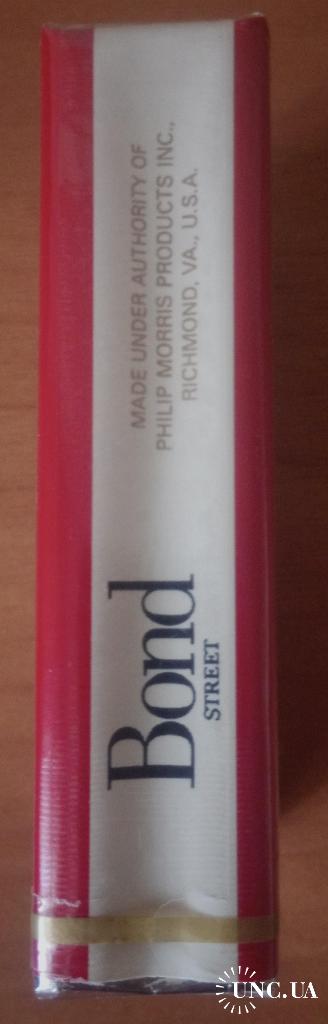 MADE UNDER AUTHORITY OF
PHILIP MORRIS PRODUCTS INC.,
RICHMOND, VA., U.S.A.
Bond
STREET
UNC.UA